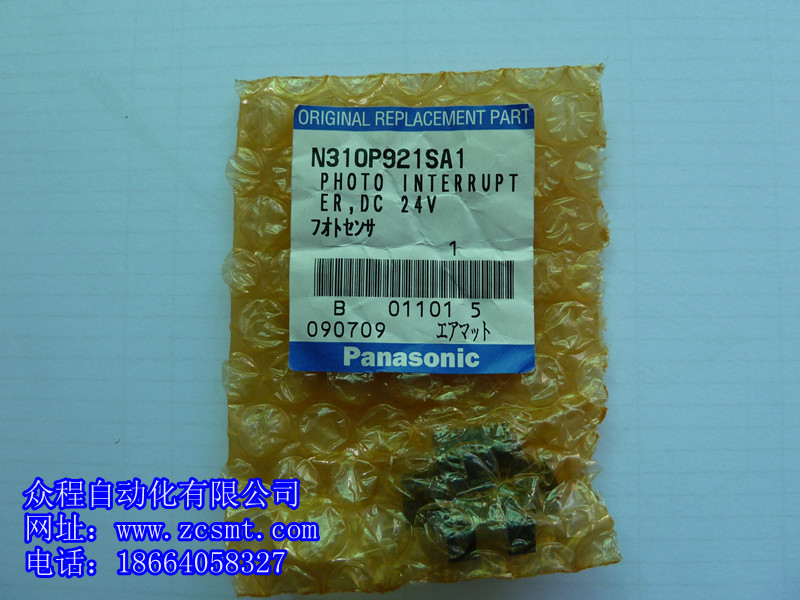 ORIGINAL REPLACEMENT PART
N310P921SA1
PHOTO INTERRUPT
ER,DC 24V
フオトセンサ
1
B 01101 5
090709 エアマット
Panasonic
众程自动化有限公司
网址：www.zcsmt.com
电话：18664058327